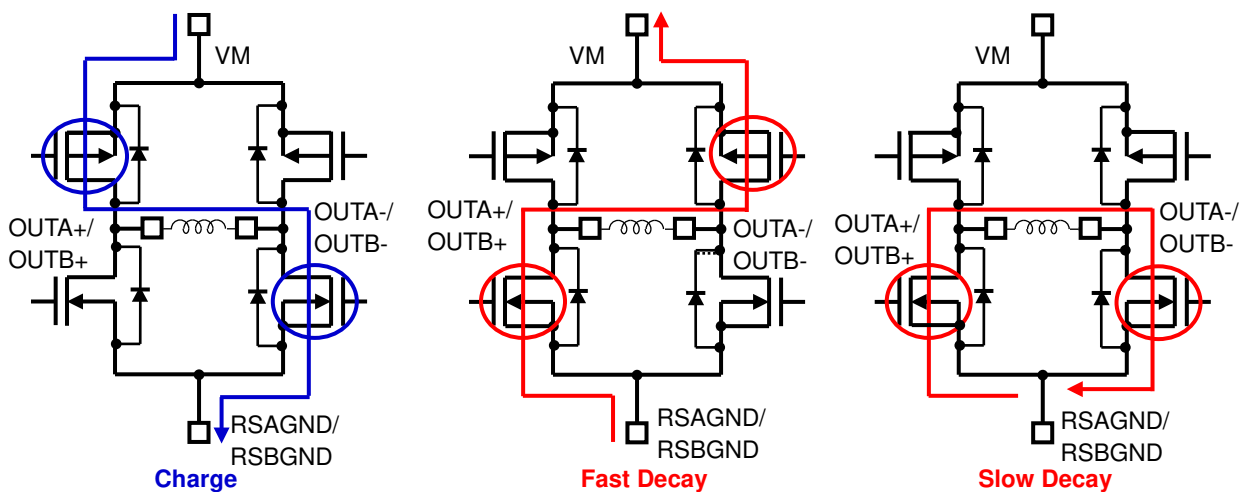 VM
OUTA+/
OUTB+
OUTA-/
OUTB-
RSAGND/
RSBGND
Charge
VM
OUTA+/
OUTB+
OUTA-/
OUTB-
RSAGND/
RSBGND
Fast Decay
VM
OUTA+/
OUTB+
OUTA-/
OUTB-
RSAGND/
RSBGND
Slow Decay